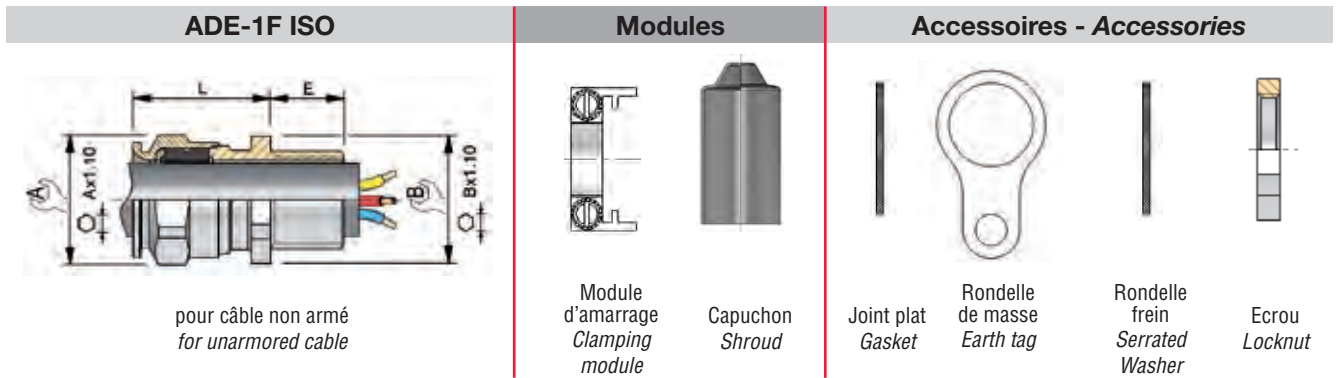 ADE-1F ISO
Modules
Accessoires - Accessories
L
E
A
Ax1.10
B
Bx1.10
pour câble non armé
for unarmored cable
Module
d'amarrage
Clamping
module
Capuchon
Shroud
Joint plat
Gasket
Rondelle
de masse
Earth tag
Rondelle
frein
Serrated
Washer
Ecrou
Locknut